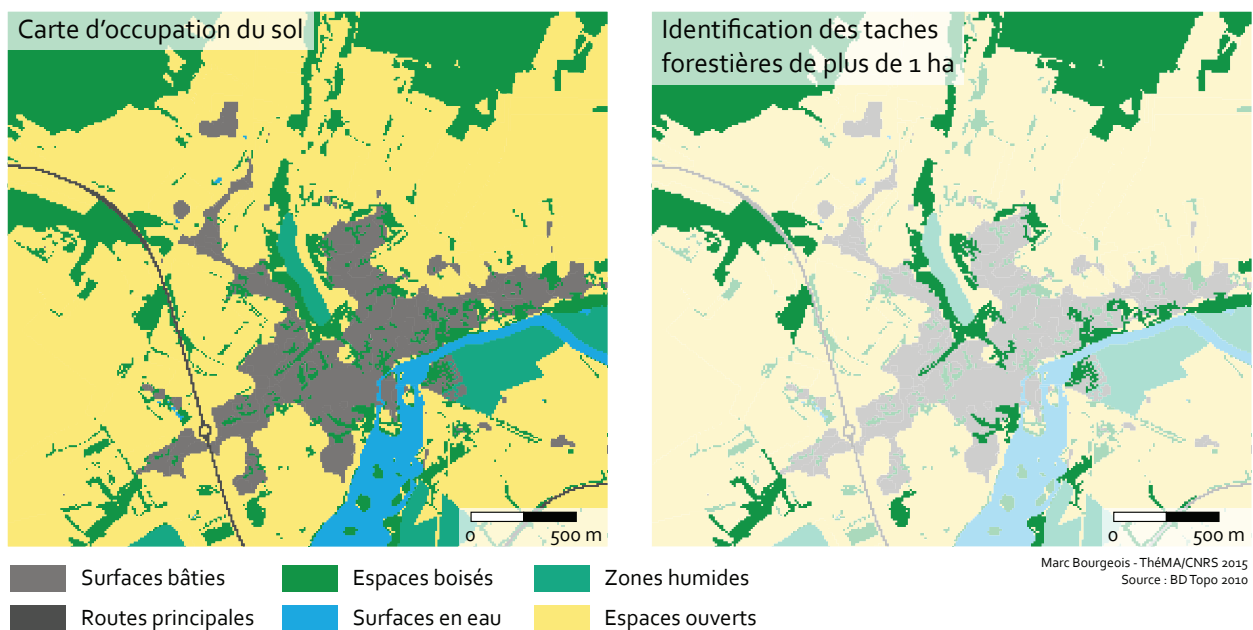 Carte d'occupation du sol
Identification des taches
forestières de plus de 1 ha
0 500 m
0 500 m
Marc Bourgeois - ThéMA/CNRS 2015
Source : BD Topo 2010
Surfaces bâties
Espaces boisés
Zones humides
Routes principales
Surfaces en eau
Espaces ouverts